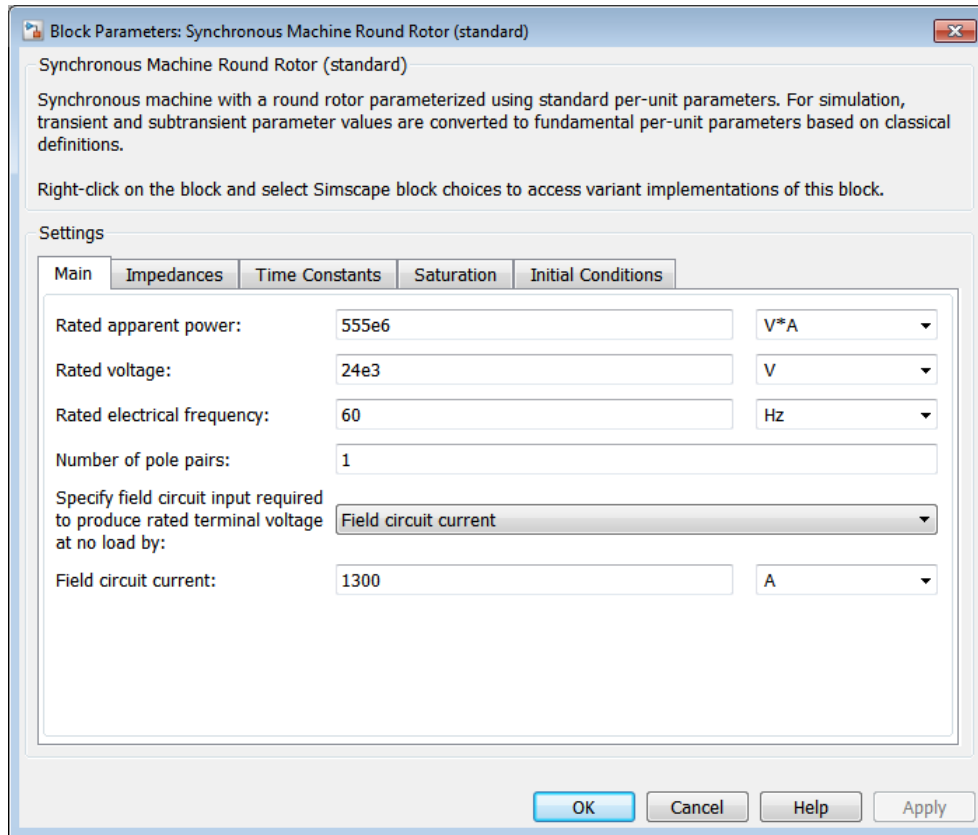 Block Parameters: Synchronous Machine Round Rotor (standard)
Synchronous Machine Round Rotor (standard)
Synchronous machine with a round rotor parameterized using standard per-unit parameters. For simulation,
transient and subtransient parameter values are converted to fundamental per-unit parameters based on classical
definitions.
Right-click on the block and select Simscape block choices to access variant implementations of this block.
Settings
Main Impedances Time Constants Saturation Initial Conditions
Rated apparent power: 555e6 V*A
Rated voltage: 24e3 V
Rated electrical frequency: 60 Hz
Number of pole pairs: 1
Specify field circuit input required
to produce rated terminal voltage Field circuit current
at no load by:
Field circuit current: 1300 A
OK Cancel Help Apply